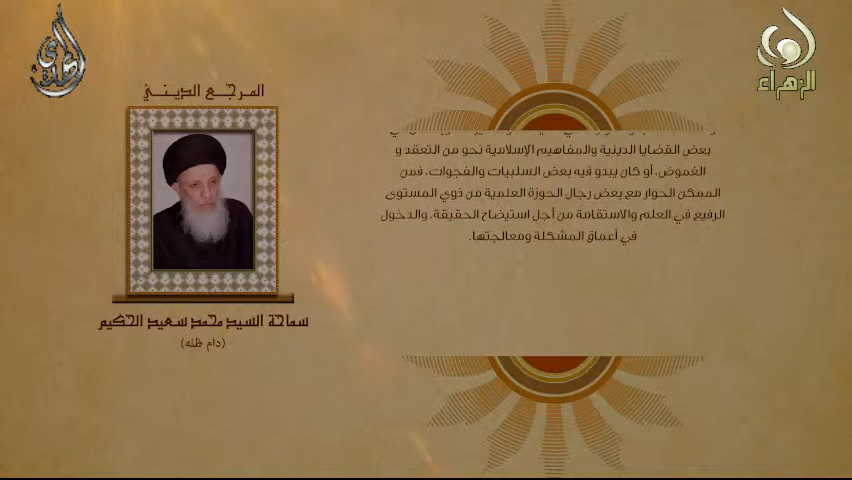 الزهراء
المرجع الديني
بعض القضايا الدينية والمفاهيم الإسلامية نحو من التعقد و
الغموض، أو كان يبدو فيه بعض السلبيات والفجوات، فمن
الممكن الحوار مع بعض رجال الحوزة العلمية من ذوي المستوى
الرفيع في العلم والاستقامة من أجل استيضاح الحقيقة، والدخول
في أعماق المشكلة ومعالجتها.
سماحة السيد محمد سعيد الحكيم
(دام ظله)